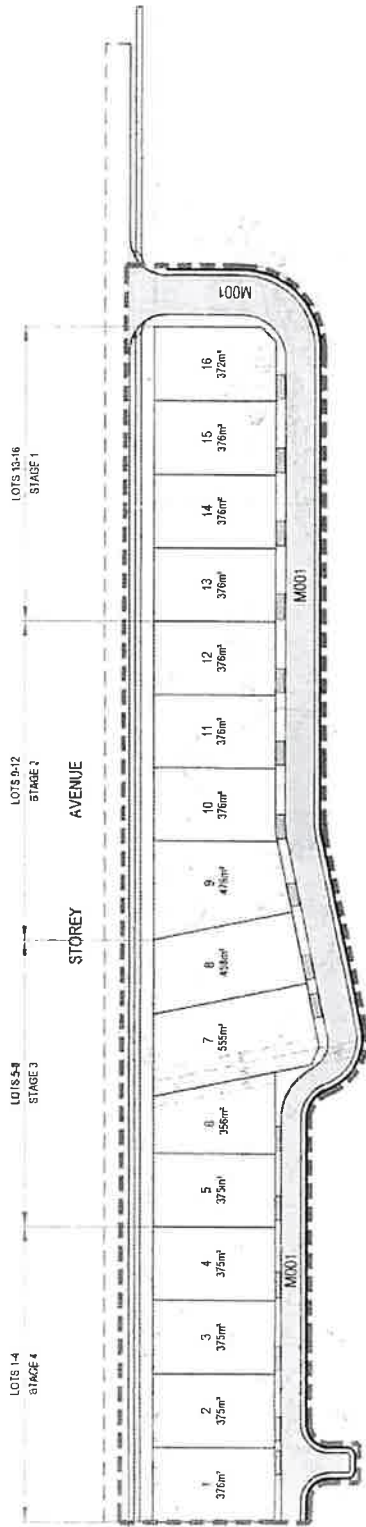 LOTS 1-4
STAGE 4
LOTS 5-8
STAGE 3
LOTS 9-12
STAGE 2
LOTS 13-16
STAGE 1
STOREY AVENUE
1
376m²
2
375m²
3
375m²
4
375m²
5
375m²
6
356m²
7
555m²
8
458m²
9
476m²
10
376m²
11
376m²
12
376m²
13
376m²
14
376m²
15
376m²
16
372m²
M001
M001
M001